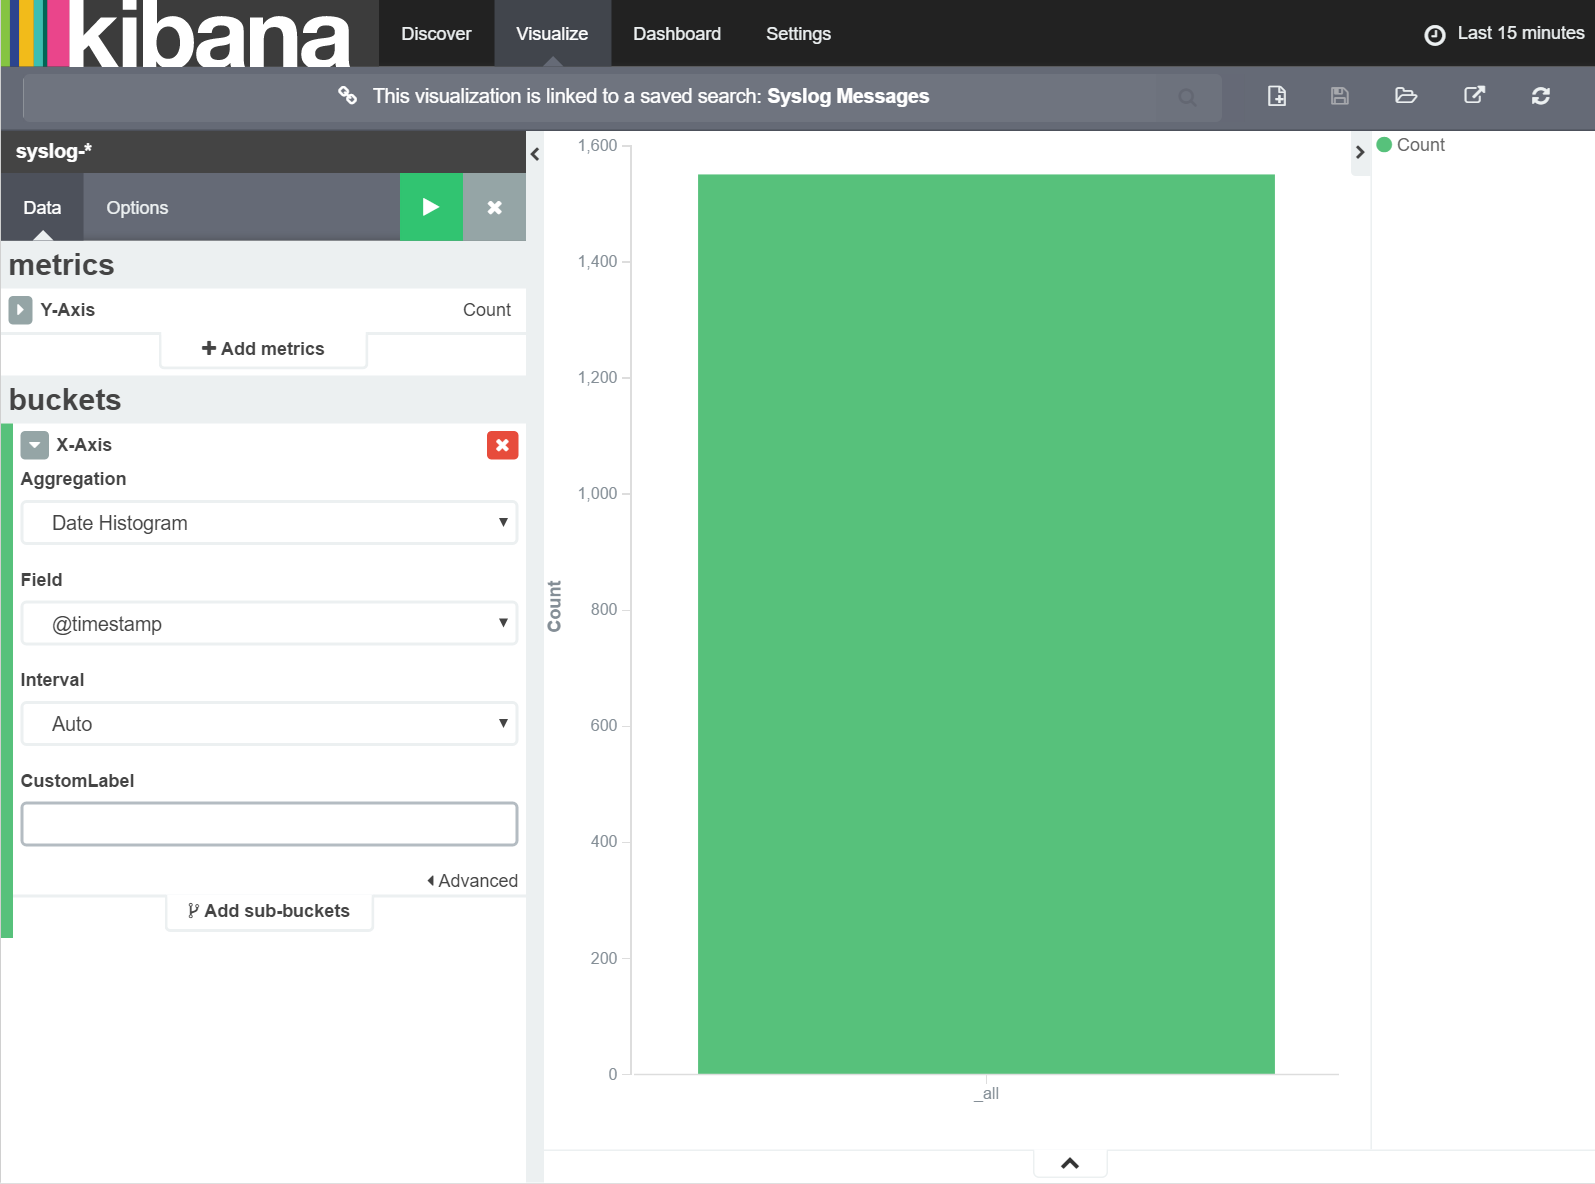 kibana
Discover
Visualize
Dashboard
Settings
Last 15 minutes
This visualization is linked to a saved search: Syslog Messages
syslog-*
Data
Options
metrics
Y-Axis
Count
Add metrics
buckets
X-Axis
Aggregation
Date Histogram
Field
@timestamp
Interval
Auto
CustomLabel
Advanced
Add sub-buckets
1,600
1,400
1,200
1,000
800
600
400
200
0
Count
_all
Count